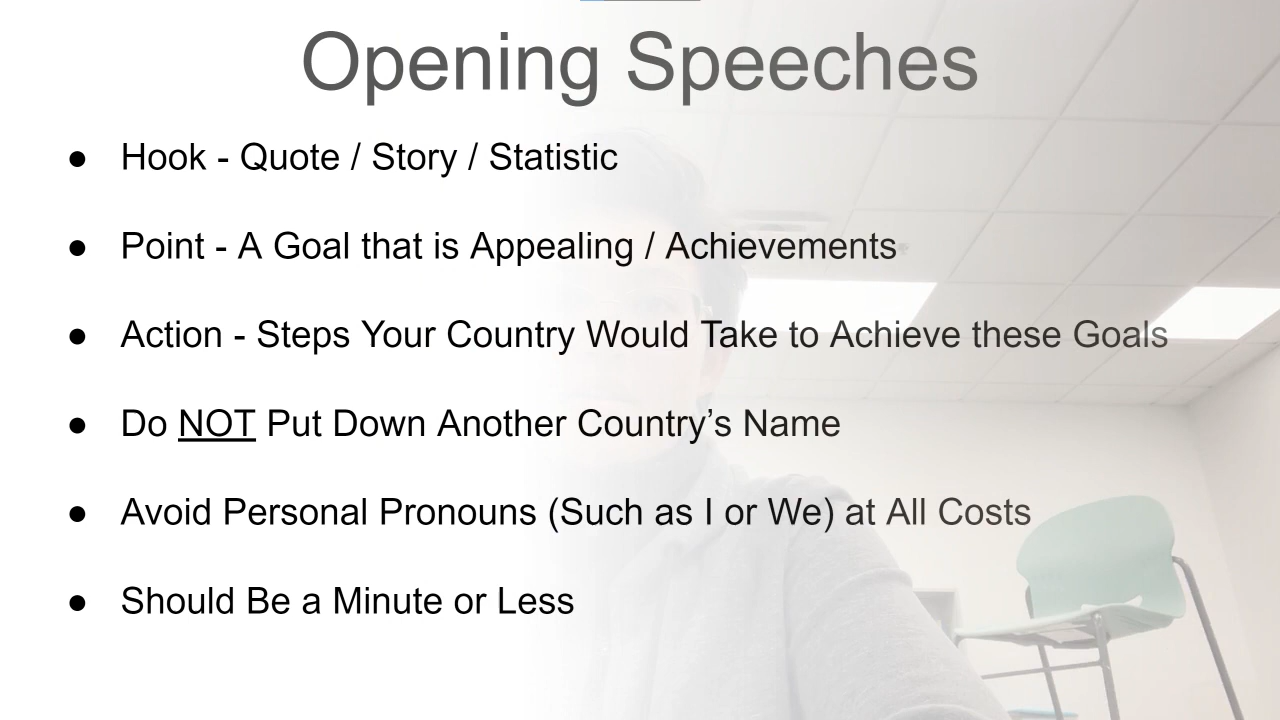 Opening Speeches
● Hook - Quote / Story / Statistic
● Point - A Goal that is Appealing / Achievements
● Action - Steps Your Country Would Take to Achieve these Goals
● Do NOT Put Down Another Country’s Name
● Avoid Personal Pronouns (Such as I or We) at All Costs
● Should Be a Minute or Less